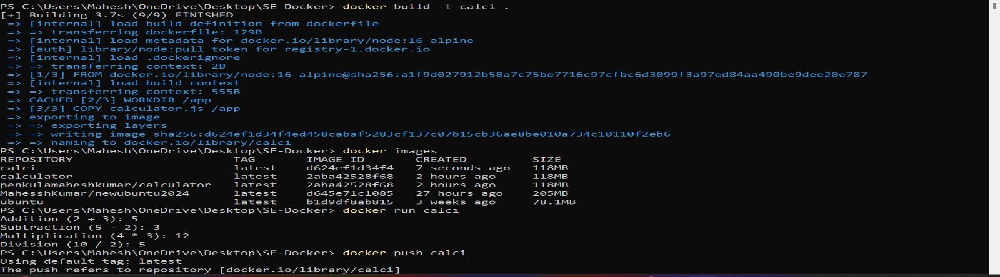 PS C:\Users\Mahesh\OneDrive\Desktop\SE-Docker> docker build -t calci .
[+] Building 3.7s (9/9) FINISHED
=> [internal] load build definition from dockerfile
=> => transferring dockerfile: 129B
=> [internal] load metadata for docker.io/library/node:16-alpine
=> [auth] library/node:pull token for registry-1.docker.io
=> [internal] load .dockerignore
=> => transferring context: 2B
=> [1/3] FROM docker.io/library/node:16-alpine@sha256:a1f9d027912b58a7c75be7716c97cfbc6d3099f3a97ed84aa490be9dee20e787
=> [internal] load build context
=> => transferring context: 555B
=> CACHED [2/3] WORKDIR /app
=> [3/3] COPY calculator.js /app
=> exporting to image
=> => exporting layers
=> => writing image sha256:d624ef1d34f4ed458cabaf5283cf137c07b15cb36ae8be010a734c10110f2eb6
=> => naming to docker.io/library/calci
PS C:\Users\Mahesh\OneDrive\Desktop\SE-Docker> docker images
REPOSITORY TAG IMAGE ID CREATED SIZE
calci latest d624ef1d34f4 7 seconds ago 118MB
calculator latest 2aba42528f68 2 hours ago 118MB
penkulamaheshkumar/calculator latest 2aba42528f68 2 hours ago 118MB
MahesshKumar/newubuntu2024 latest d645e71c1085 27 hours ago 205MB
ubuntu latest b1d9df8ab815 3 weeks ago 78.1MB
PS C:\Users\Mahesh\OneDrive\Desktop\SE-Docker> docker run calci
Addition (2 + 3): 5
Subtraction (5 - 2): 3
Multiplication (4 * 3): 12
Division (10 / 2): 5
PS C:\Users\Mahesh\OneDrive\Desktop\SE-Docker> docker push calci
Using default tag: latest
The push refers to repository [docker.io/library/calci]